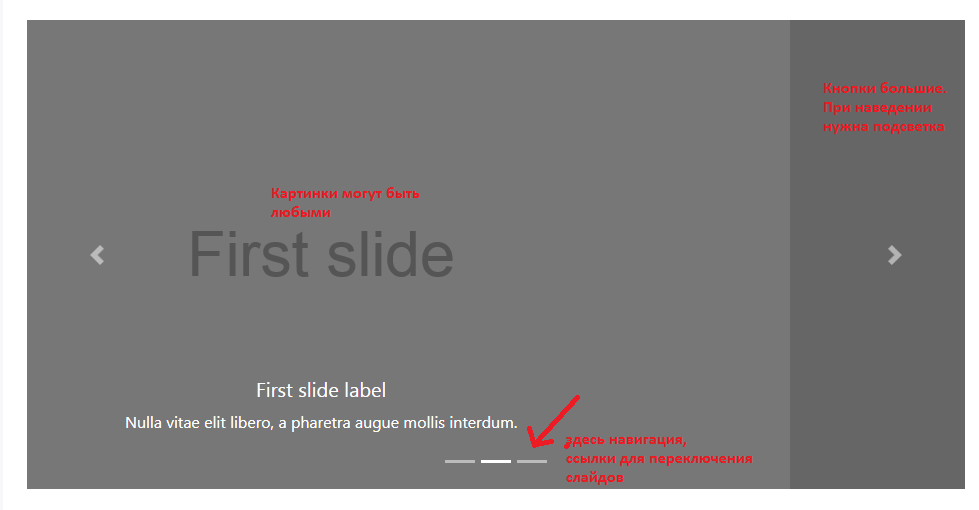 Кнопки большие.
При наведении
нужна подсветка
Картинки могут быть
любыми
First slide
First slide label
Nulla vitae elit libero, a pharetra augue mollis interdum.
здесь навигация,
ссылки для переключения
слайдов